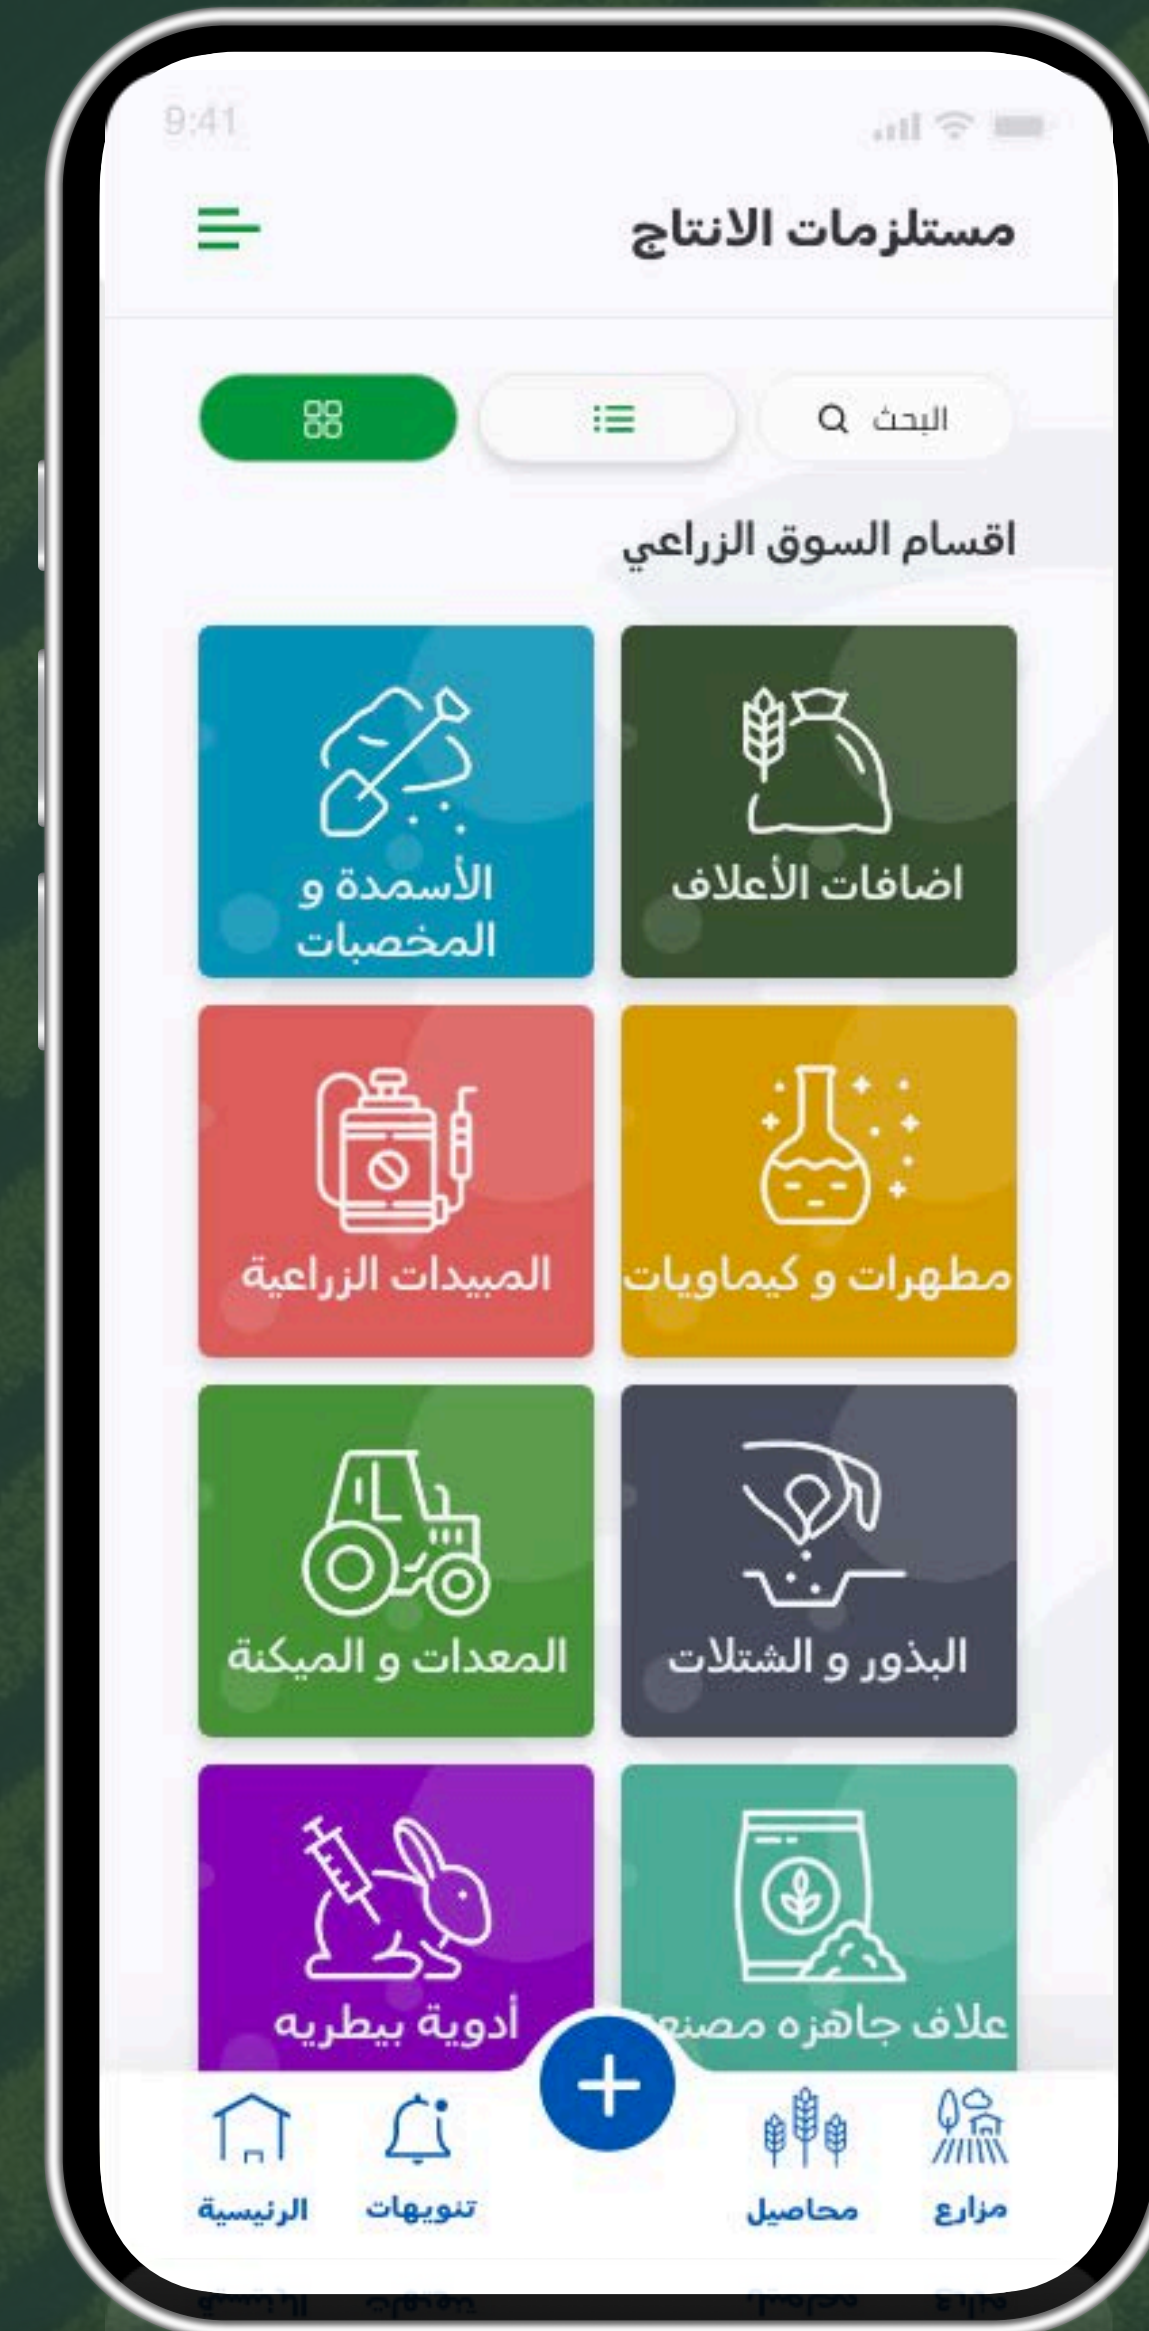 9:41
مستلزمات الانتاج
البحث
اقسام السوق الزراعي
اضافات الأعلاف
الأسمدة و
المخصبات
مطهرات و كيماويات
المبيدات الزراعية
البذور و الشتلات
المعدات و الميكنة
علاف جاهزه مصنعه
أدوية بيطريه
مزارع
محاصيل
تنويهات
الرئيسية